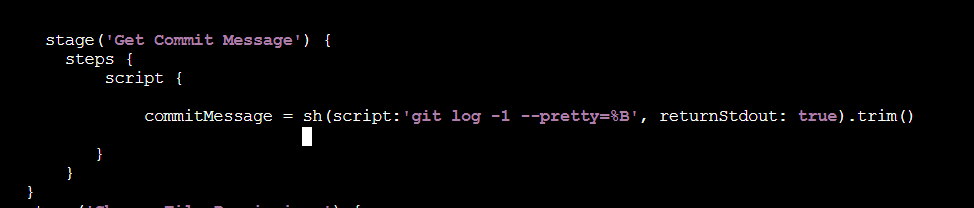 stage('Get Commit Message') {
steps {
script {
commitMessage = sh(script:'git log -1 --pretty=%B', returnStdout: true).trim()
}
}
}